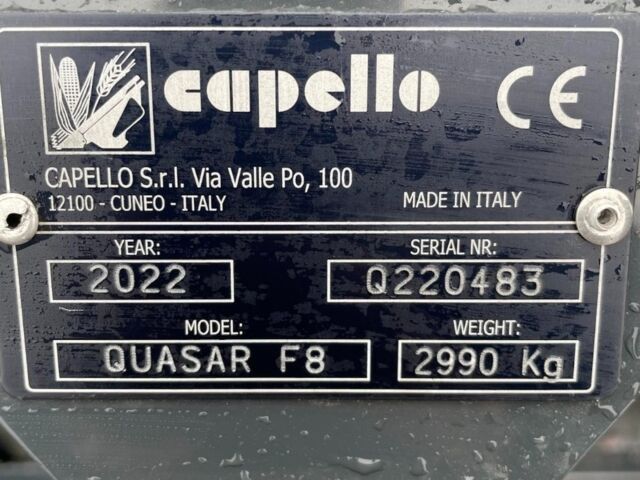 capello CE
CAPELLO S.r.l. Via Valle Po, 100
12100 - CUNEO - ITALY MADE IN ITALY
YEAR: SERIAL NR:
2022 Q220483
MODEL: WEIGHT:
QUASAR F8 2990 Kg